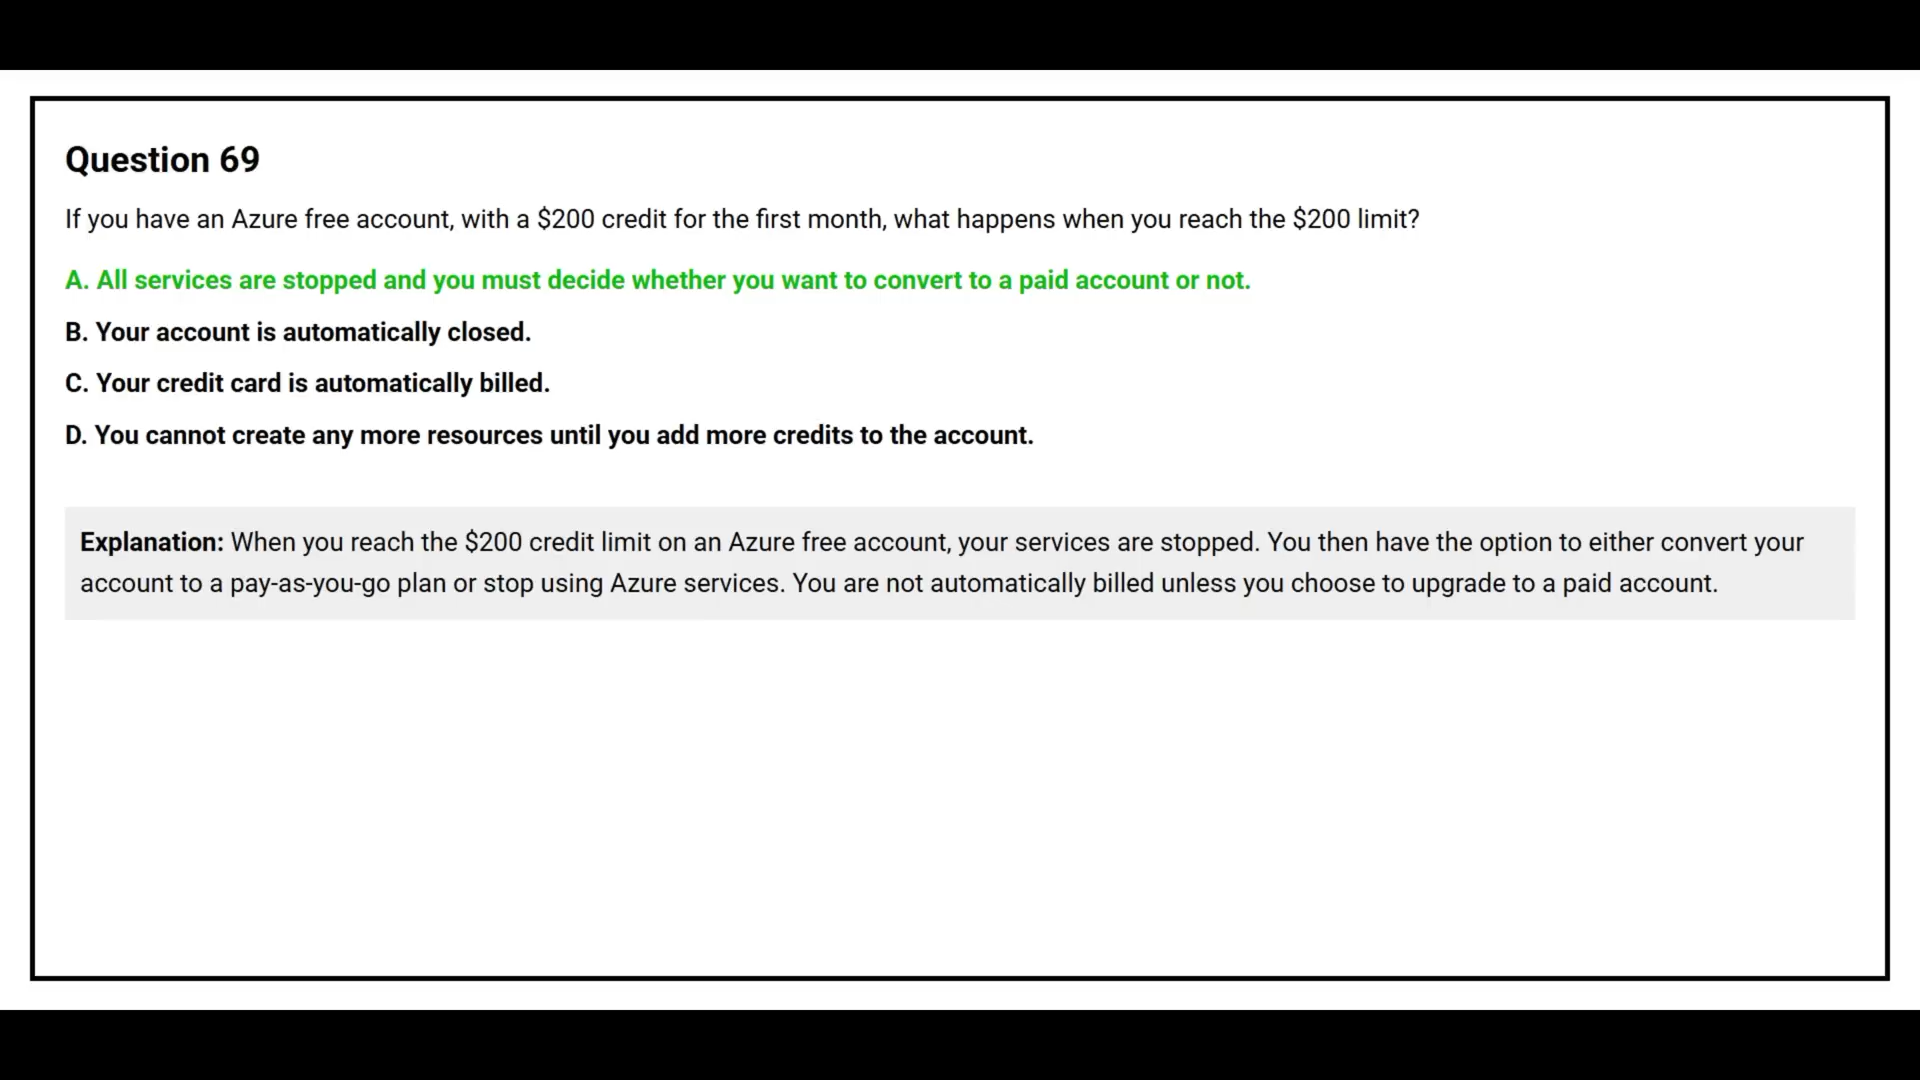 Question 69
If you have an Azure free account, with a $200 credit for the first month, what happens when you reach the $200 limit?
A. All services are stopped and you must decide whether you want to convert to a paid account or not.
B. Your account is automatically closed.
C. Your credit card is automatically billed.
D. You cannot create any more resources until you add more credits to the account.
Explanation: When you reach the $200 credit limit on an Azure free account, your services are stopped. You then have the option to either convert your
account to a pay-as-you-go plan or stop using Azure services. You are not automatically billed unless you choose to upgrade to a paid account.